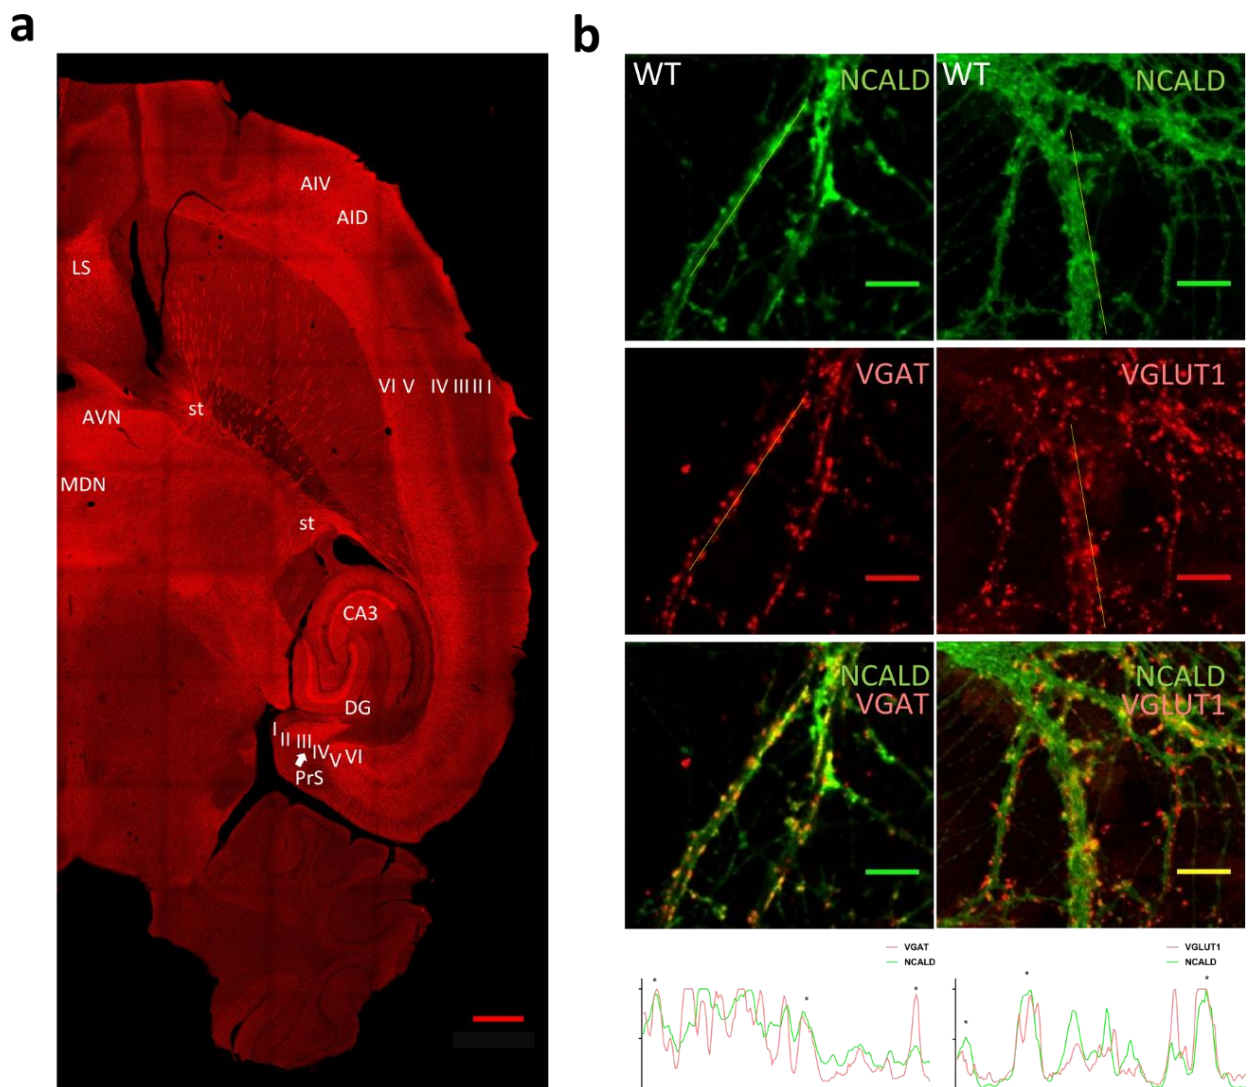 a
AIV
AID
LS
VI V IV III II I
st
AVN
MDN
st
CA3
DG
I II III IV V VI
PrS
b
WT NCALD
WT NCALD
VGAT
VGLUT1
NCALD
VGAT
NCALD
VGLUT1
VGAT
NCALD
* * *
VGLUT1
NCALD
* * *